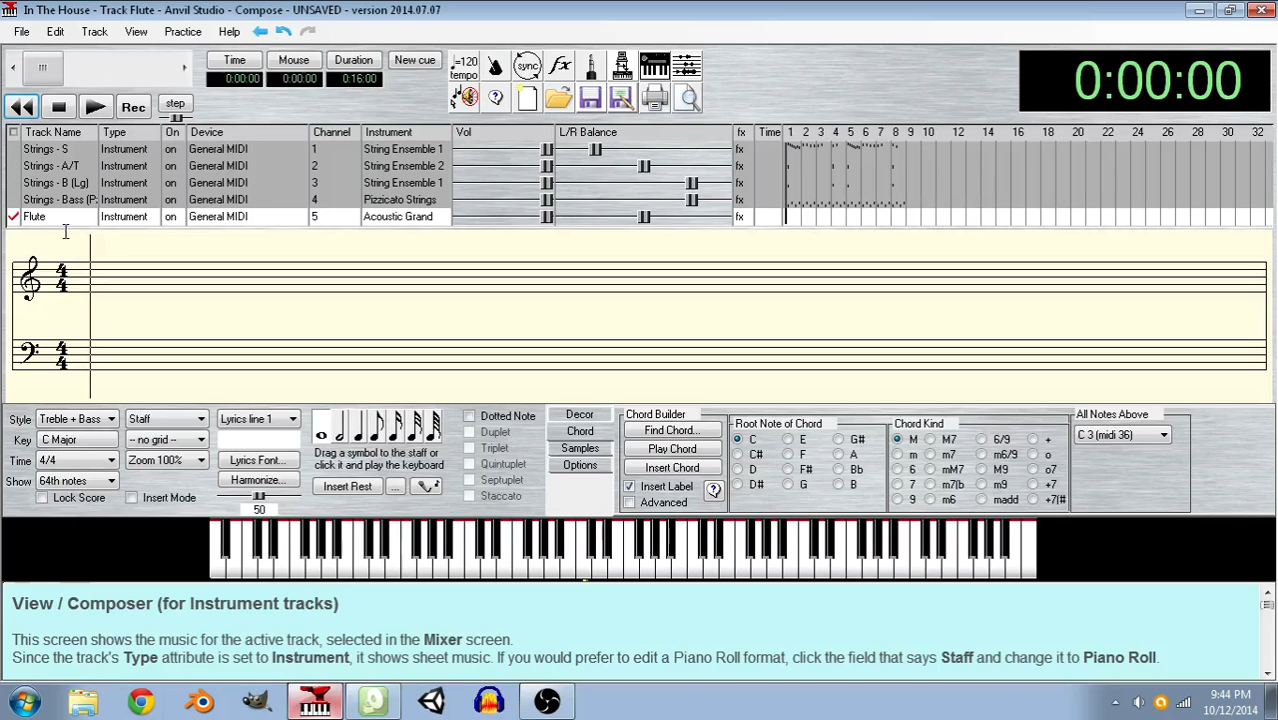 In The House - Track Flute - Anvil Studio - Compose - UNSAVED - version 2014.07.07
File Edit Track View Practice Help
Time Mouse Duration New cue
0:00:00 0:00:00 0:16:00
=120 tempo sync fx
0:00:00
Rec step
Track Name Type On Device Channel Instrument Vol L/R Balance fx Time 1 2 3 4 5 6 7 8 9 10 12 14 16 18 20 22 24 26 28 30 32
Strings - S Instrument on General MIDI 1 String Ensemble 1 fx
Strings - A/T Instrument on General MIDI 2 String Ensemble 2 fx
Strings - B (Lg) Instrument on General MIDI 3 String Ensemble 1 fx
Strings - Bass (P: Instrument on General MIDI 4 Pizzicato Strings fx
Flute Instrument on General MIDI 5 Acoustic Grand fx
4 4
4 4
Style Treble + Bass Staff Lyrics line 1
Key C Major -- no grid --
Time 4/4 Zoom 100% Lyrics Font...
Show 64th notes Harmonize...
Lock Score Insert Mode
50
Drag a symbol to the staff or
click it and play the keyboard
Insert Rest ...
Dotted Note
Duplet
Triplet
Quintuplet
Septuplet
Staccato
Decor
Chord
Samples
Options
Chord Builder
Find Chord...
Play Chord
Insert Chord
Insert Label
Advanced
Root Note of Chord
C E G#
C# F A
D F# Bb
D# G B
Chord Kind
M M7 6/9 +
m m7 m6/9 o
6 mM7 M9 o7
7 m7(b m9 +7
9 m6 madd +7(#
All Notes Above
C 3 (midi 36)
View / Composer (for Instrument tracks)
This screen shows the music for the active track, selected in the Mixer screen.
Since the track's Type attribute is set to Instrument, it shows sheet music. If you would prefer to edit a Piano Roll format, click the field that says Staff and change it to Piano Roll.
9:44 PM
10/12/2014